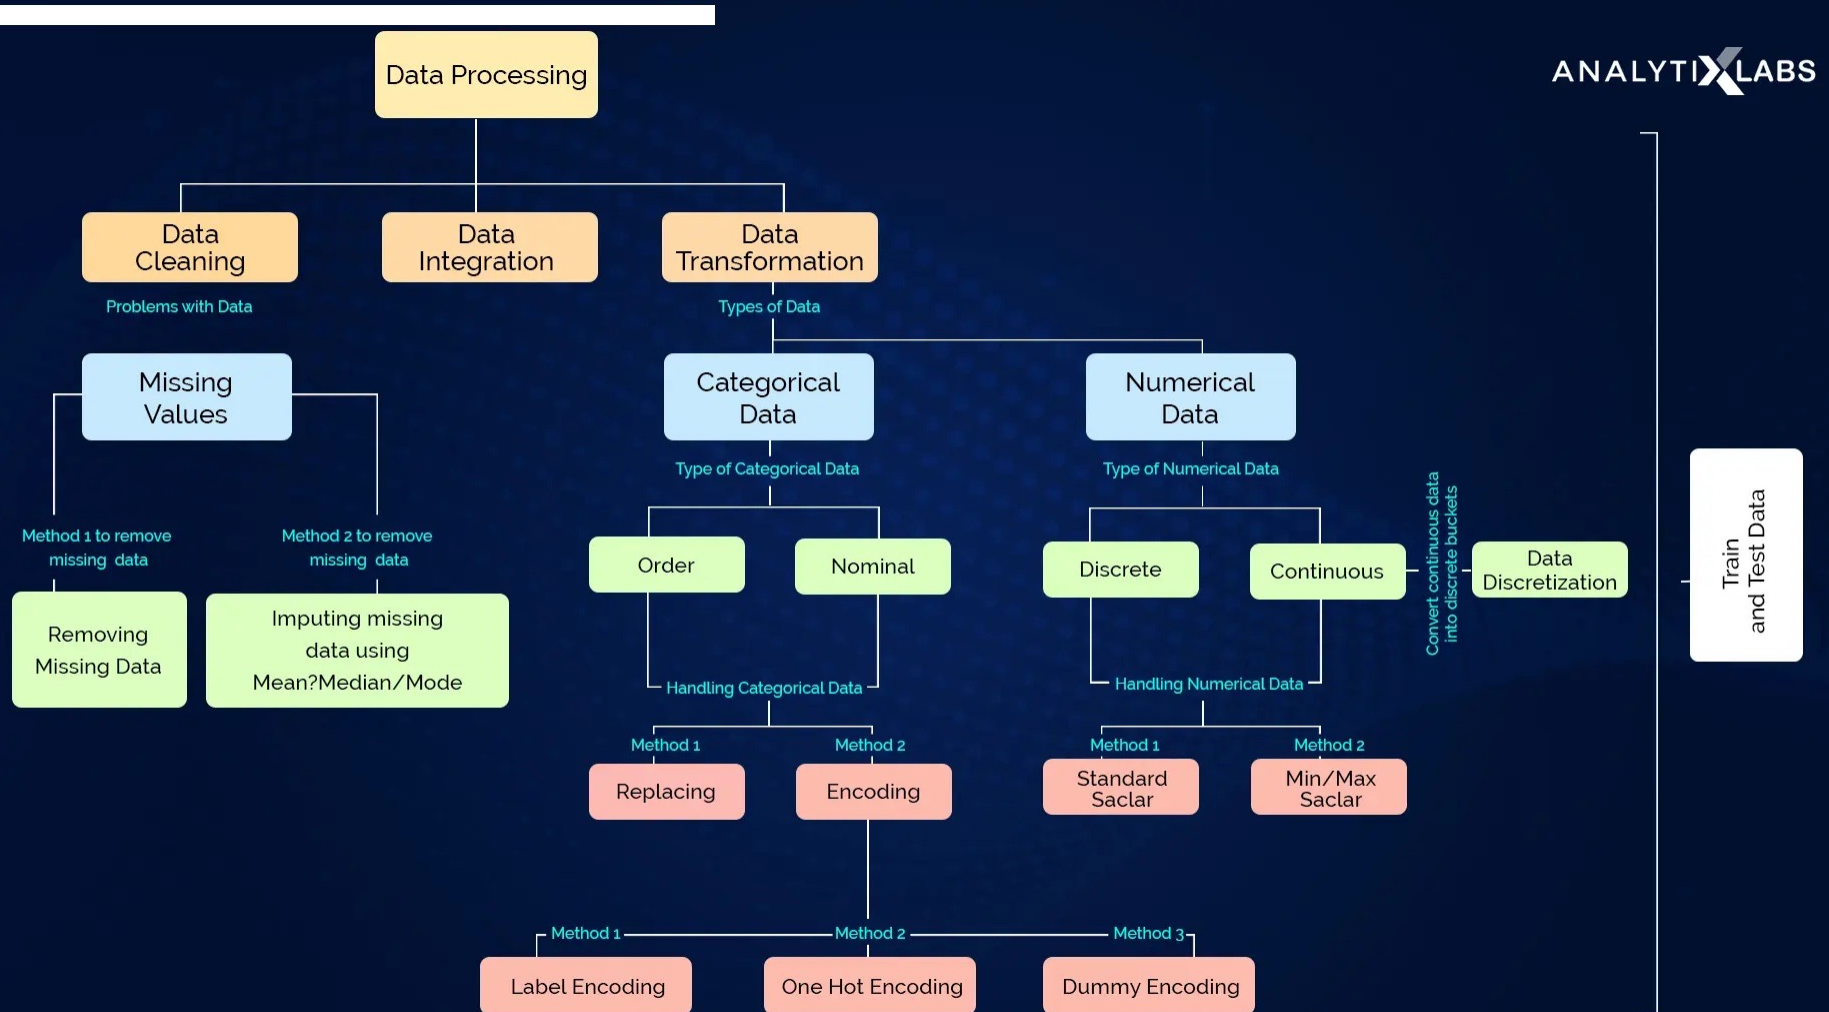 Data Processing
ANALYTIXLABS
Data
Cleaning
Data
Integration
Data
Transformation
Problems with Data
Types of Data
Missing
Values
Categorical
Data
Numerical
Data
Type of Categorical Data
Type of Numerical Data
Method 1 to remove
missing data
Method 2 to remove
missing data
Order
Nominal
Discrete
Continuous
Convert continuous data
into discrete buckets
Data
Discretization
Train
and Test Data
Removing
Missing Data
Imputing missing
data using
Mean?Median/Mode
Handling Categorical Data
Handling Numerical Data
Method 1
Method 2
Method 1
Method 2
Replacing
Encoding
Standard
Saclar
Min/Max
Saclar
Method 1
Method 2
Method 3
Label Encoding
One Hot Encoding
Dummy Encoding